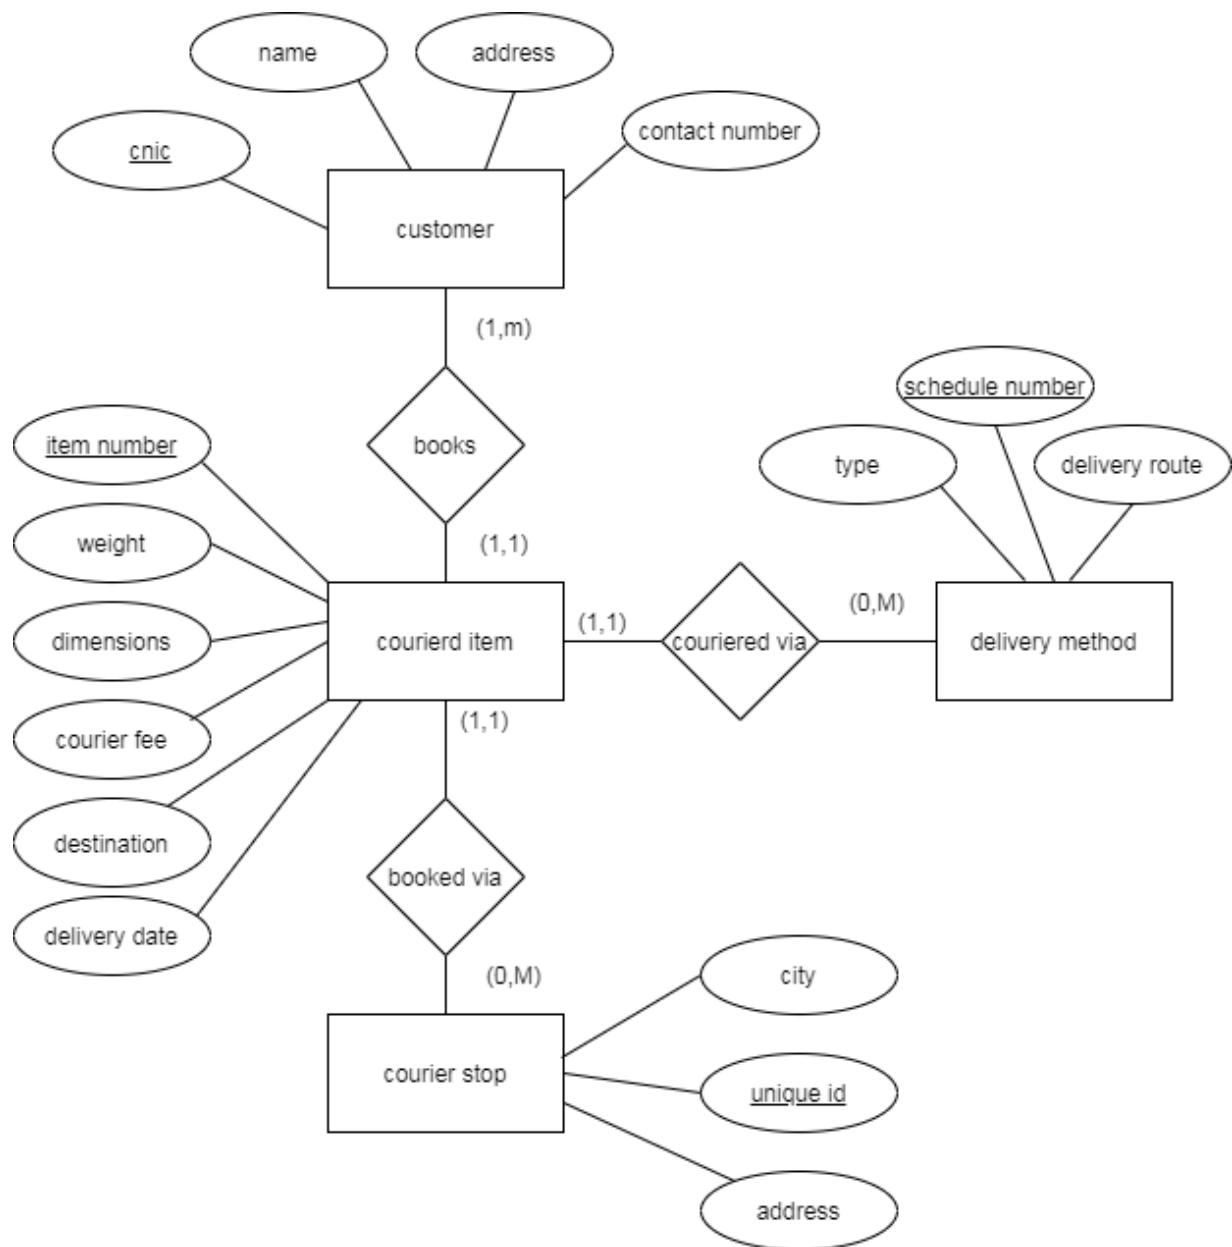 name
address
contact number
cnic
customer
(1,m)
schedule number
item number
books
type
delivery route
weight
(1,1)
(0,M)
dimensions
courierd item
(1,1)
couriered via
delivery method
(1,1)
courier fee
destination
booked via
delivery date
(0,M)
city
courier stop
unique id
address